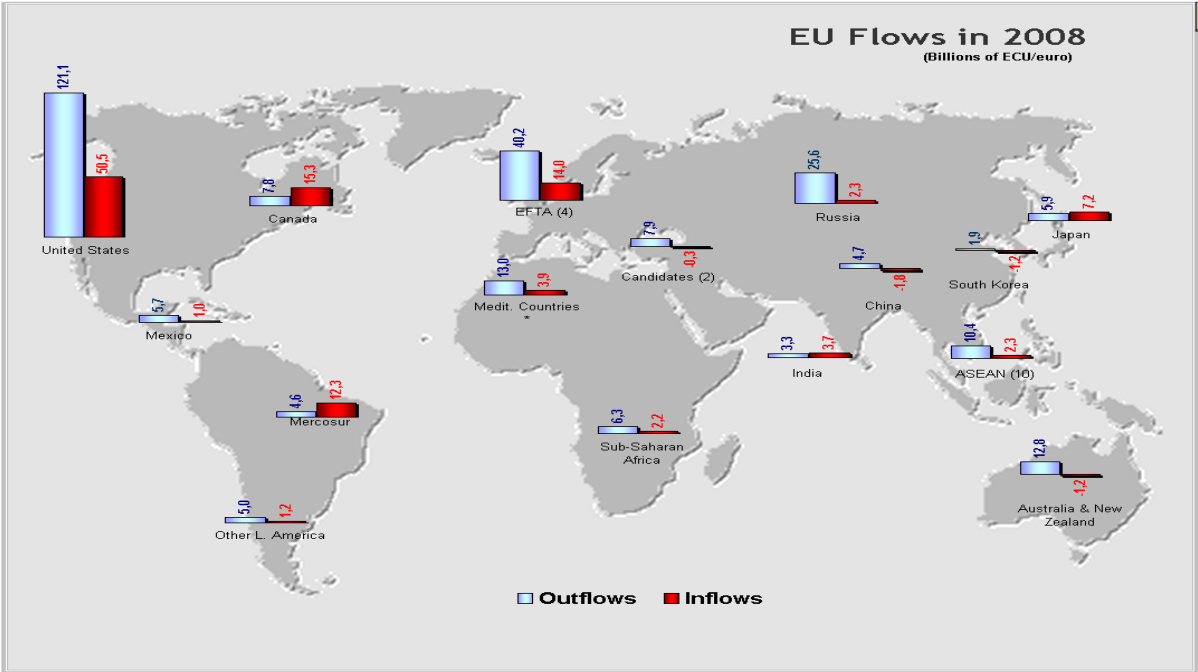 EU Flows in 2008
(Billions of ECU/euro)
121,1
50,5
United States
7,8
15,3
Canada
40,2
14,0
EFTA (4)
25,6
2,3
Russia
5,9
7,2
Japan
7,9
-0,3
Candidates (2)
1,9
-1,2
South Korea
4,7
-1,8
China
13,0
3,9
Medit. Countries
*
5,7
1,0
Mexico
3,3
3,7
India
10,4
2,3
ASEAN (10)
4,6
12,3
Mercosur
6,3
2,2
Sub-Saharan
Africa
12,8
-1,2
Australia & New
Zealand
5,0
1,2
Other L. America
Outflows
Inflows